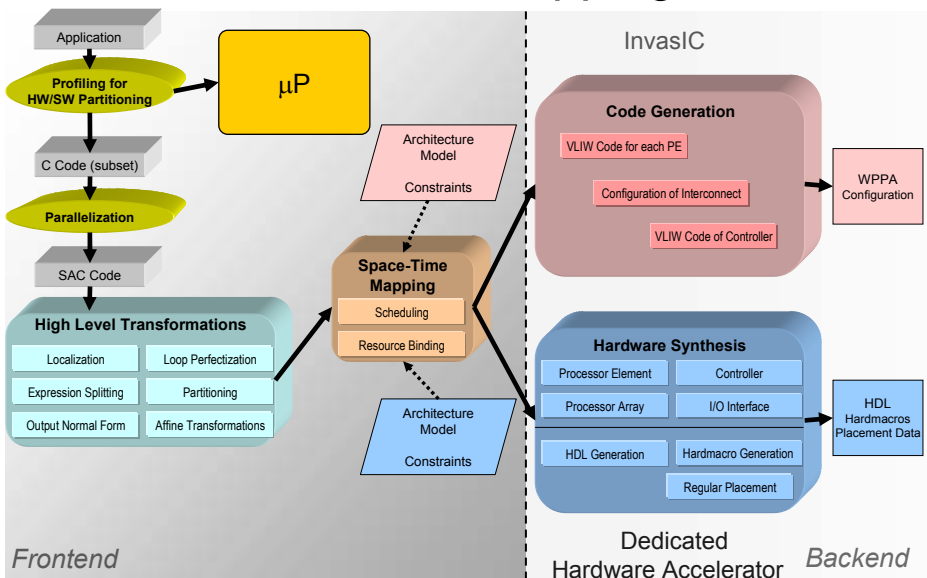 Application
Profiling for
HW/SW Partitioning
μP
C Code (subset)
Parallelization
SAC Code
High Level Transformations
Localization
Loop Perfectization
Expression Splitting
Partitioning
Output Normal Form
Affine Transformations
Architecture
Model
Constraints
Space-Time
Mapping
Scheduling
Resource Binding
Architecture
Model
Constraints
Frontend
InvasIC
Code Generation
VLIW Code for each PE
Configuration of Interconnect
VLIW Code of Controller
WPPA
Configuration
Hardware Synthesis
Processor Element
Controller
Processor Array
I/O Interface
HDL Generation
Hardmacro Generation
Regular Placement
HDL
Hardmacros
Placement Data
Dedicated
Hardware Accelerator
Backend